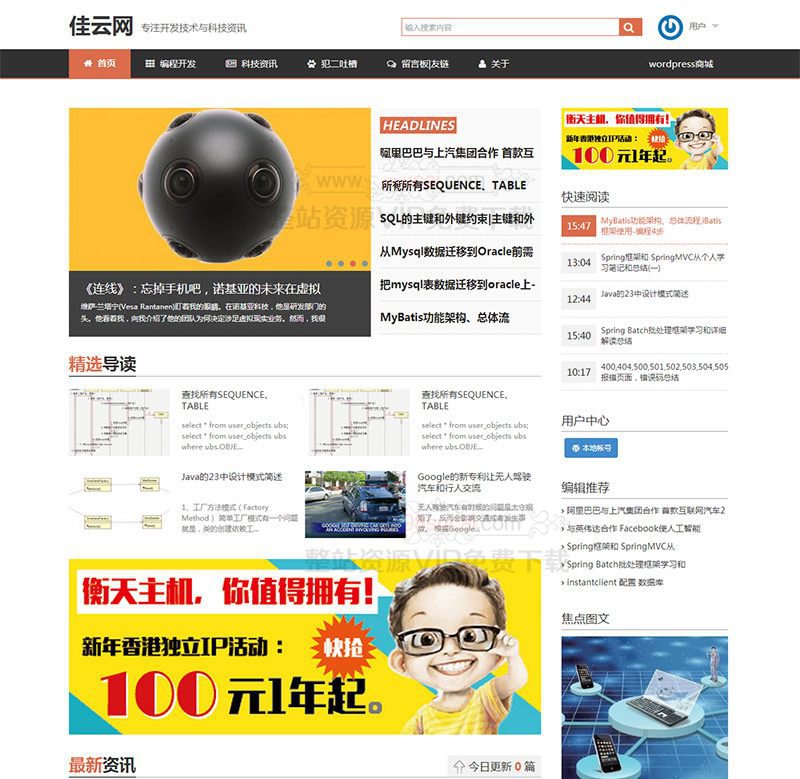 佳云网 专注开发技术与科技资讯
输入搜索内容
用户
首页 编程开发 科技资讯 犯二吐槽 留言板|友链 关于 wordpress商城
HEADLINES
阿里巴巴与上汽集团合作 首款互
所有SEQUENCE、TABLE
SQL的主键和外键约束|主键和外
从Mysql数据迁移到Oracle前需
把mysql表数据迁移到oracle上-
MyBatis功能架构、总体流
《连线》：忘掉手机吧，诺基亚的未来在虚拟
维萨-兰塔宁(Vesa Rantanen)盯着我的眼睛。在诺基亚科技，他是研发部门的
头。他看着我，向我介绍了他的团队为何决定涉足虚拟现实业务。然而，我很
整站资源VIP免费下载
衡天主机，你值得拥有！
新年香港独立IP活动：
快抢
100元1年起。
快速阅读
15:47 MyBatis功能架构、总体流程,iBatis
框架使用-编程4步
13:04 Spring框架和 SpringMVC从个人学
习笔记和总结(一)
12:44 Java的23中设计模式简述
15:40 Spring Batch批处理框架学习和详细
解读总结
10:17 400,404,500,501,502,503,504,505
报错页面，错误码总结
精选导读
查找所有SEQUENCE、
TABLE
select * from user_objects ubs;
select * from user_objects ubs
where ubs.OBJE...
查找所有SEQUENCE、
TABLE
select * from user_objects ubs;
select * from user_objects ubs
where ubs.OBJE...
Java的23中设计模式简述
1、工厂方法模式（Factory
Method） 简单工厂模式有一个问题
就是，类的创建依赖工...
Google的新专利让无人驾驶
汽车和行人交流
无人驾驶汽车有时候的问题是太守规
矩了，反而会影响交通或者发生事
故。根据Google...
GOOGLE SELF-DRIVING CAR GETS INTO
AN ACCIDENT INVOLVING INJURIES
整站资源VIP免费下载
用户中心
本地帐号
编辑推荐
阿里巴巴与上汽集团合作 首款互联网汽车2
与英伟达合作 Facebook使人工智能
Spring框架和 SpringMVC从
Spring Batch批处理框架学习和
instantclient 配置 数据库
焦点图文
衡天主机，你值得拥有！
新年香港独立IP活动：
快抢
100元1年起。
最新资讯
今日更新 0 篇